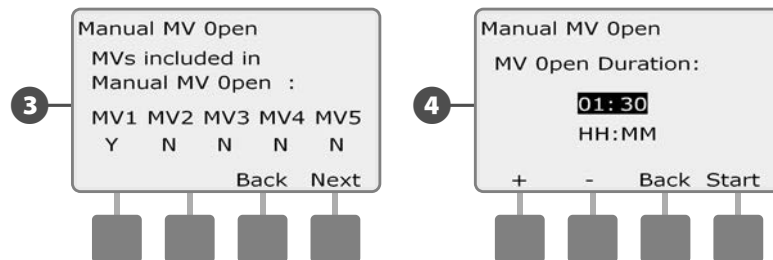 3
Manual MV Open
MVs included in
Manual MV Open :
MV1 MV2 MV3 MV4 MV5
Y N N N N
Back Next
4
Manual MV Open
MV Open Duration:
01:30
HH:MM
+ - Back Start